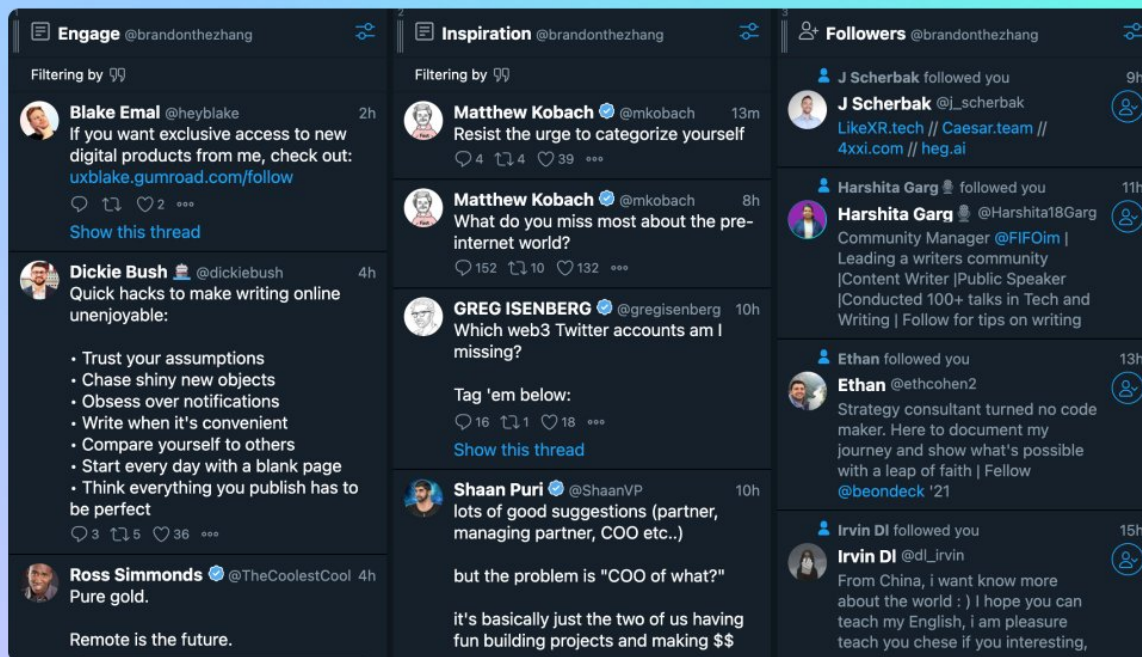 1
Engage @brandonthezhang
Filtering by
Blake Emal @heyblake 2h
If you want exclusive access to new
digital products from me, check out:
uxblake.gumroad.com/follow
2
Show this thread
Dickie Bush @dickiebush 4h
Quick hacks to make writing online
unenjoyable:
• Trust your assumptions
• Chase shiny new objects
• Obsess over notifications
• Write when it's convenient
• Compare yourself to others
• Start every day with a blank page
• Think everything you publish has to
be perfect
3 5 36
Ross Simmonds @TheCoolestCool 4h
Pure gold.
Remote is the future.
2
Inspiration @brandonthezhang
Filtering by
Matthew Kobach @mkobach 13m
Resist the urge to categorize yourself
4 4 39
Matthew Kobach @mkobach 8h
What do you miss most about the pre-
internet world?
152 10 132
GREG ISENBERG @gregisenberg 10h
Which web3 Twitter accounts am I
missing?
Tag 'em below:
16 1 18
Show this thread
Shaan Puri @ShaanVP 10h
lots of good suggestions (partner,
managing partner, COO etc..)
but the problem is "COO of what?"
it's basically just the two of us having
fun building projects and making $$
3
Followers @brandonthezhang
J Scherbak followed you 9h
J Scherbak @j_scherbak
LikeXR.tech // Caesar.team //
4xxi.com // heg.ai
Harshita Garg followed you 11h
Harshita Garg @Harshita18Garg
Community Manager @FIFOim |
Leading a writers community
|Content Writer |Public Speaker
|Conducted 100+ talks in Tech and
Writing | Follow for tips on writing
Ethan followed you 13h
Ethan @ethcohen2
Strategy consultant turned no code
maker. Here to document my
journey and show what's possible
with a leap of faith | Fellow
@beondeck '21
Irvin Dl followed you 15h
Irvin Dl @dl_irvin
From China, i want know more
about the world : ) I hope you can
teach my English, i am pleasure
teach you chese if you interesting,